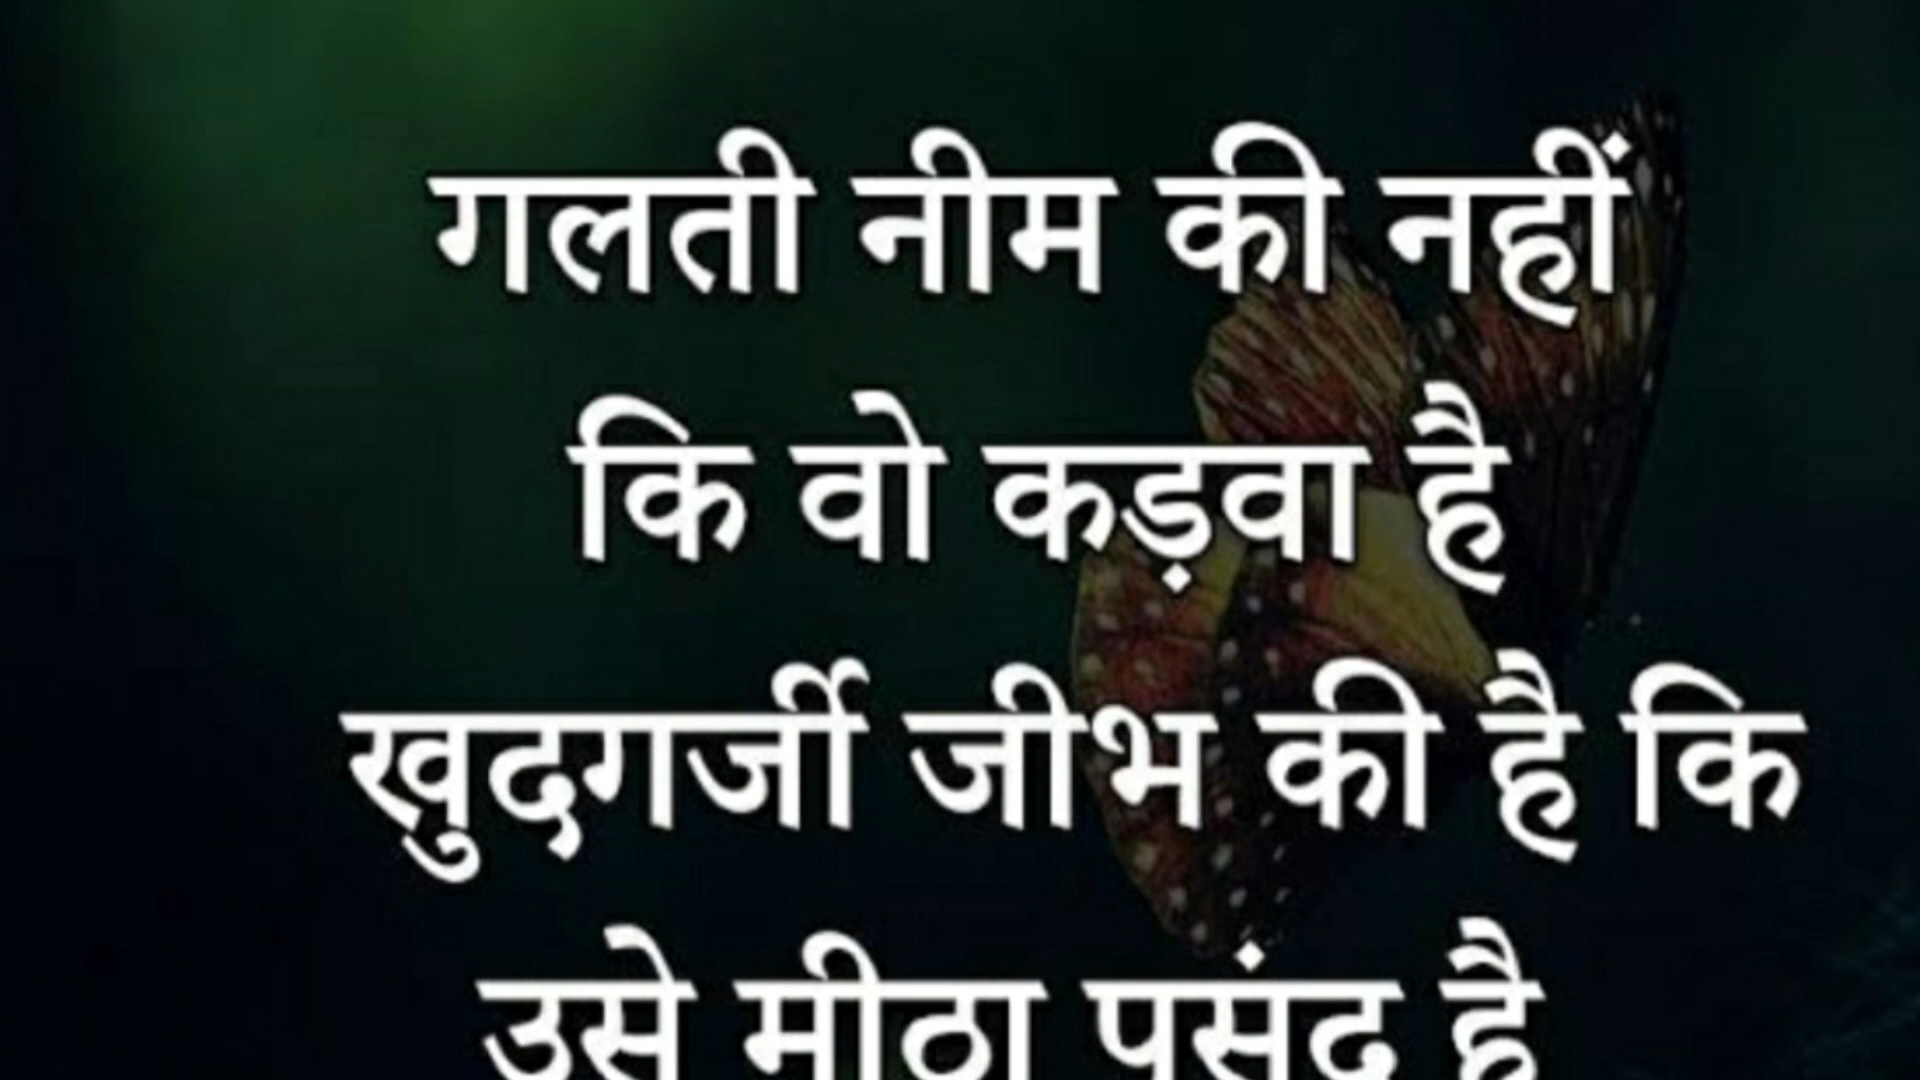 गलती नीम की नहीं
कि वो कड़वा है
खुदगर्जी जीभ की है कि
उसे मीठा पसंद है